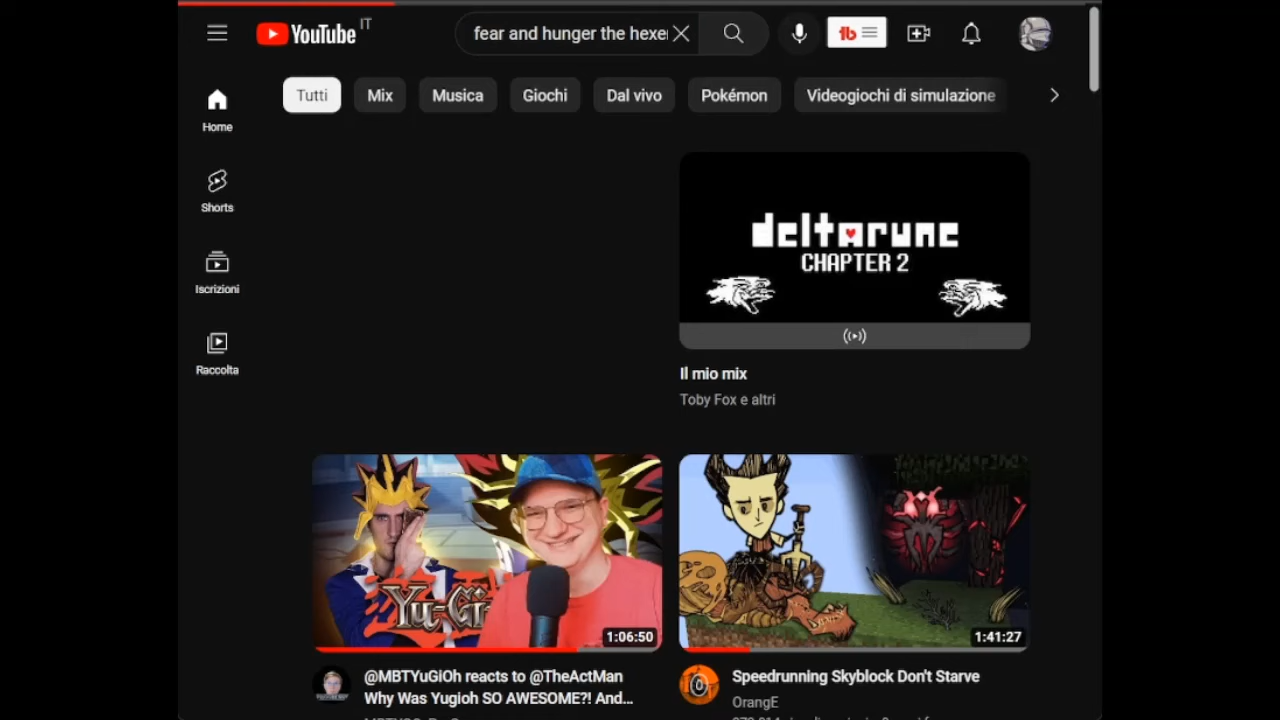 YouTube IT
fear and hunger the hexe
Tutti
Mix
Musica
Giochi
Dal vivo
Pokémon
Videogiochi di simulazione
Home
Shorts
Iscrizioni
Raccolta
deltarune
CHAPTER 2
Il mio mix
Toby Fox e altri
Yu-Gi
1:06:50
1:41:27
@MBTYuGiOh reacts to @TheActMan
Why Was Yugioh SO AWESOME?! And...
Speedrunning Skyblock Don't Starve
OrangE